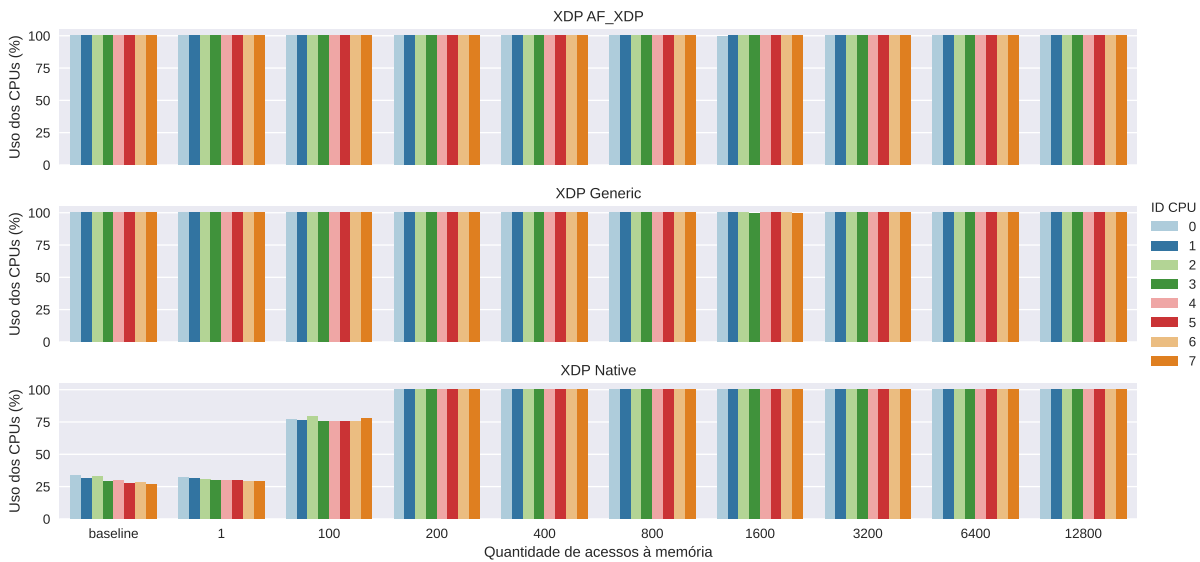 XDP AF_XDP
Uso dos CPUs (%)
100
75
50
25
0
XDP Generic
Uso dos CPUs (%)
100
75
50
25
0
ID CPU
0
1
2
3
4
5
6
7
XDP Native
Uso dos CPUs (%)
100
75
50
25
0
baseline 1 100 200 400 800 1600 3200 6400 12800
Quantidade de acessos à memória